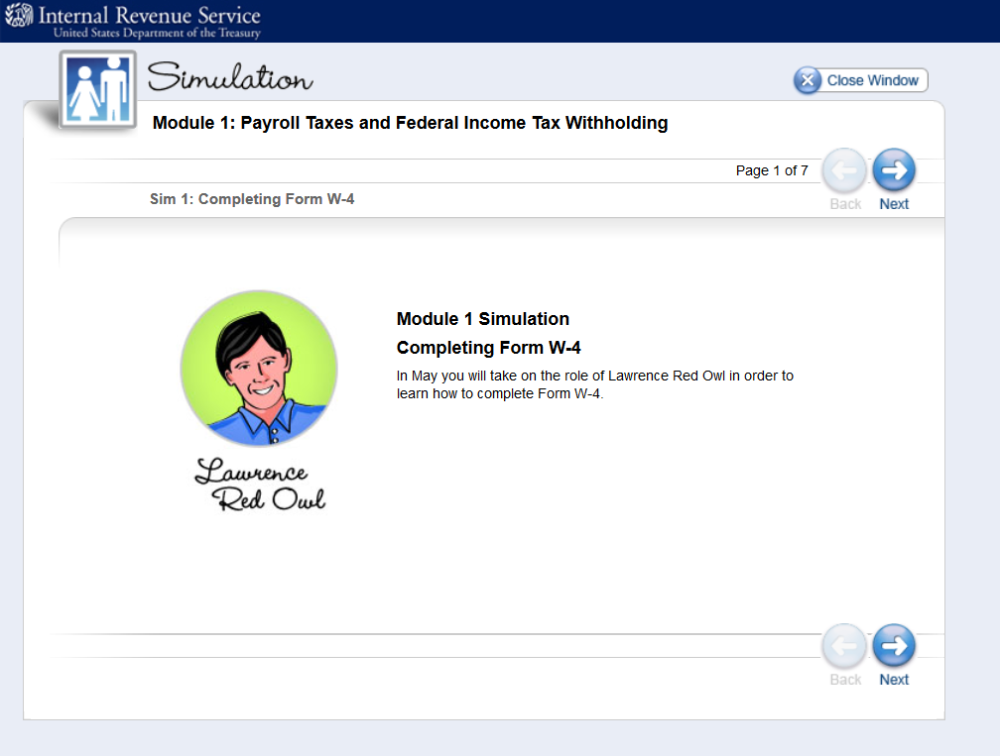 Internal Revenue Service
United States Department of the Treasury
Simulation
Close Window
Module 1: Payroll Taxes and Federal Income Tax Withholding
Page 1 of 7
Back
Next
Sim 1: Completing Form W-4
Module 1 Simulation
Completing Form W-4
In May you will take on the role of Lawrence Red Owl in order to
learn how to complete Form W-4.
Lawrence
Red Owl
Back
Next